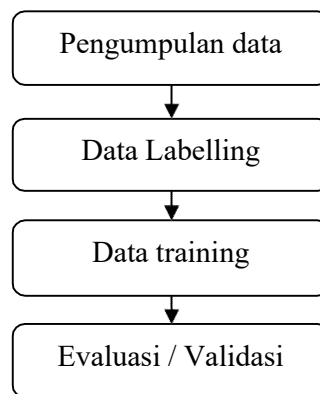 Pengumpulan data
Data Labelling
Data training
Evaluasi / Validasi